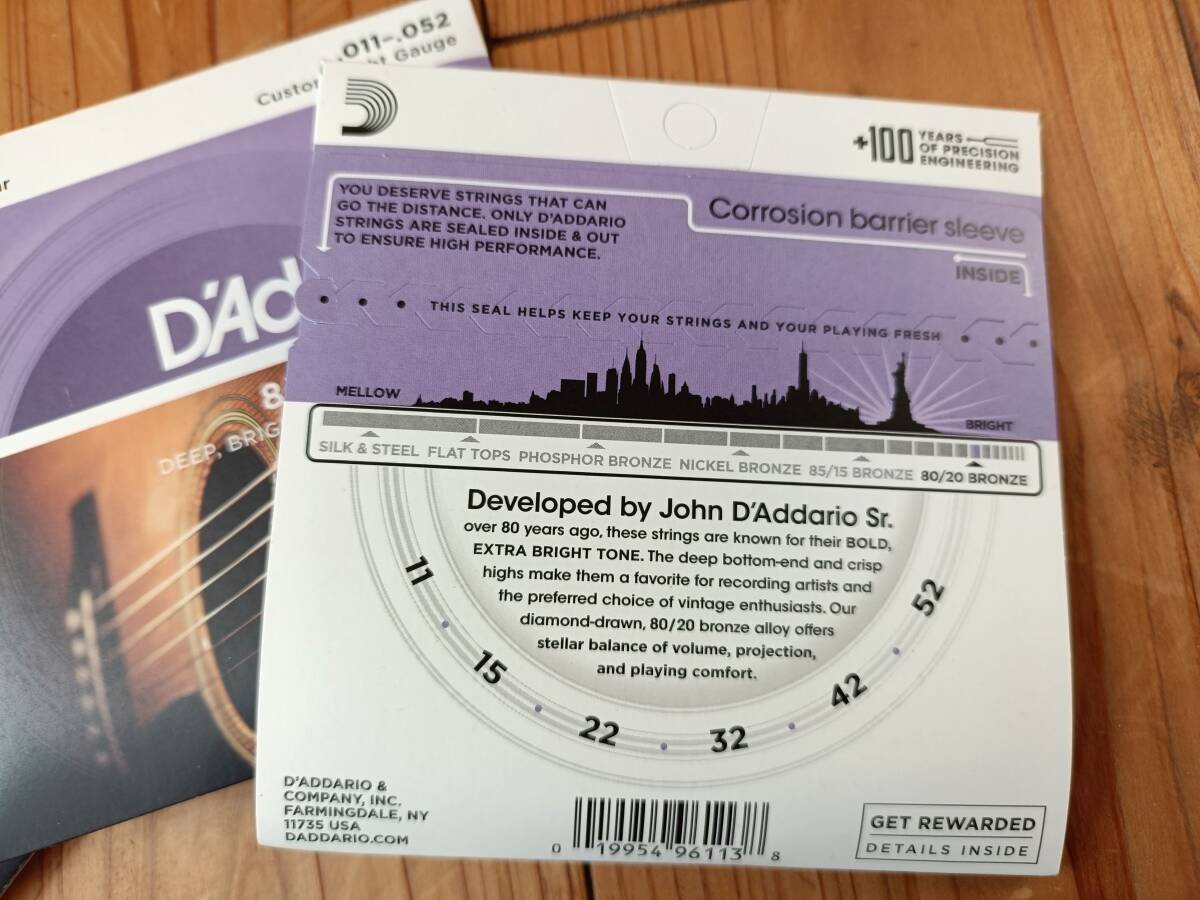 .011–.052
Gauge
D'Ad
DEEP,
+100 YEARS
OF PRECISION
ENGINEERING
YOU DESERVE STRINGS THAT CAN
GO THE DISTANCE. ONLY D'ADDARIO
STRINGS ARE SEALED INSIDE & OUT
TO ENSURE HIGH PERFORMANCE.
Corrosion barrier sleeve
INSIDE
THIS SEAL HELPS KEEP YOUR STRINGS AND YOUR PLAYING FRESH
MELLOW
BRIGHT
SILK & STEEL FLAT TOPS PHOSPHOR BRONZE NICKEL BRONZE 85/15 BRONZE 80/20 BRONZE
Developed by John D'Addario Sr.
over 80 years ago, these strings are known for their BOLD,
EXTRA BRIGHT TONE. The deep bottom-end and crisp
highs make them a favorite for recording artists and
the preferred choice of vintage enthusiasts. Our
diamond-drawn, 80/20 bronze alloy offers
stellar balance of volume, projection,
and playing comfort.
11
15
22
32
42
52
D'ADDARIO &
COMPANY, INC.
FARMINGDALE, NY
11735 USA
DADDARIO.COM
0 19954 96113 8
GET REWARDED
DETAILS INSIDE